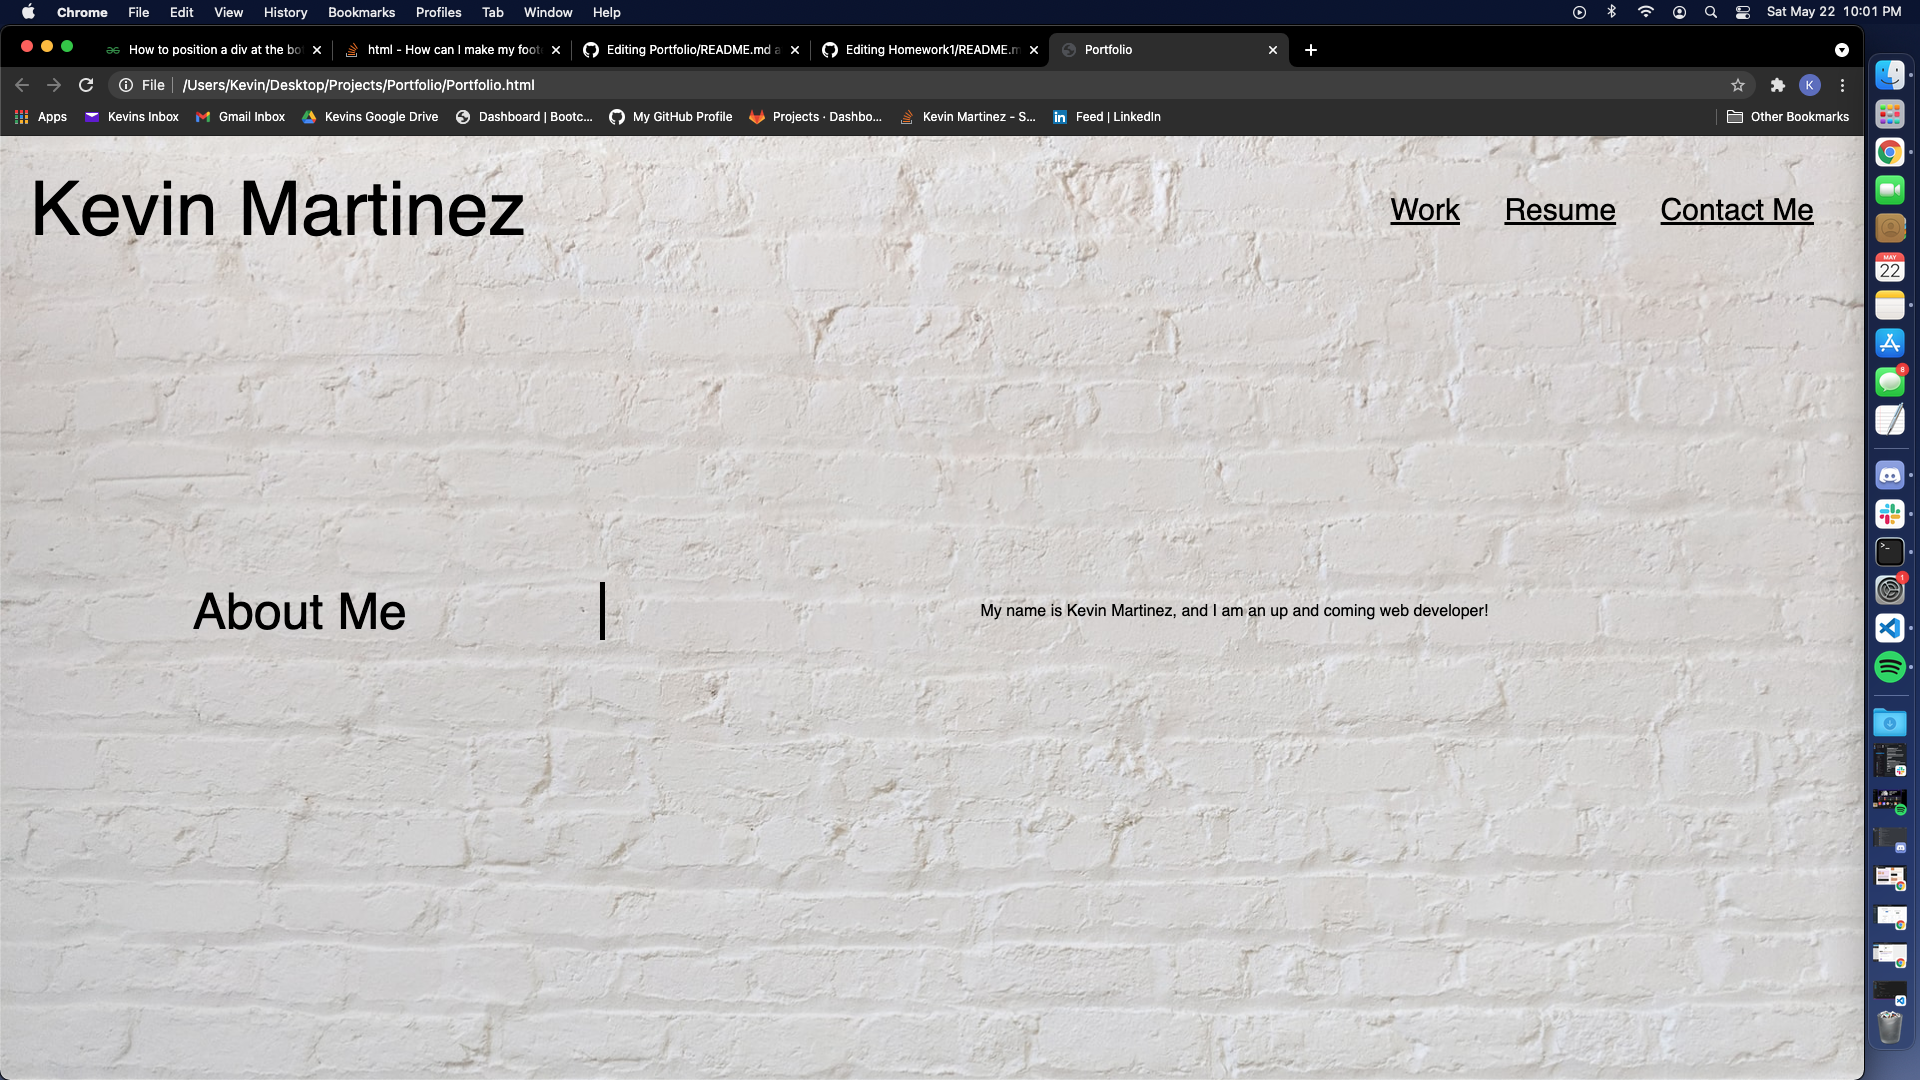 Chrome File Edit View History Bookmarks Profiles Tab Window Help Sat May 22 10:01 PM
How to position a div at the bo html - How can I make my foot Editing Portfolio/README.md a Editing Homework1/README.m Portfolio
File /Users/Kevin/Desktop/Projects/Portfolio/Portfolio.html K
Apps Kevins Inbox Gmail Inbox Kevins Google Drive Dashboard | Bootc... My GitHub Profile Projects · Dashbo... Kevin Martinez - S... Feed | LinkedIn Other Bookmarks
Kevin Martinez Work Resume Contact Me
MAY
22
8
1
About Me My name is Kevin Martinez, and I am an up and coming web developer!